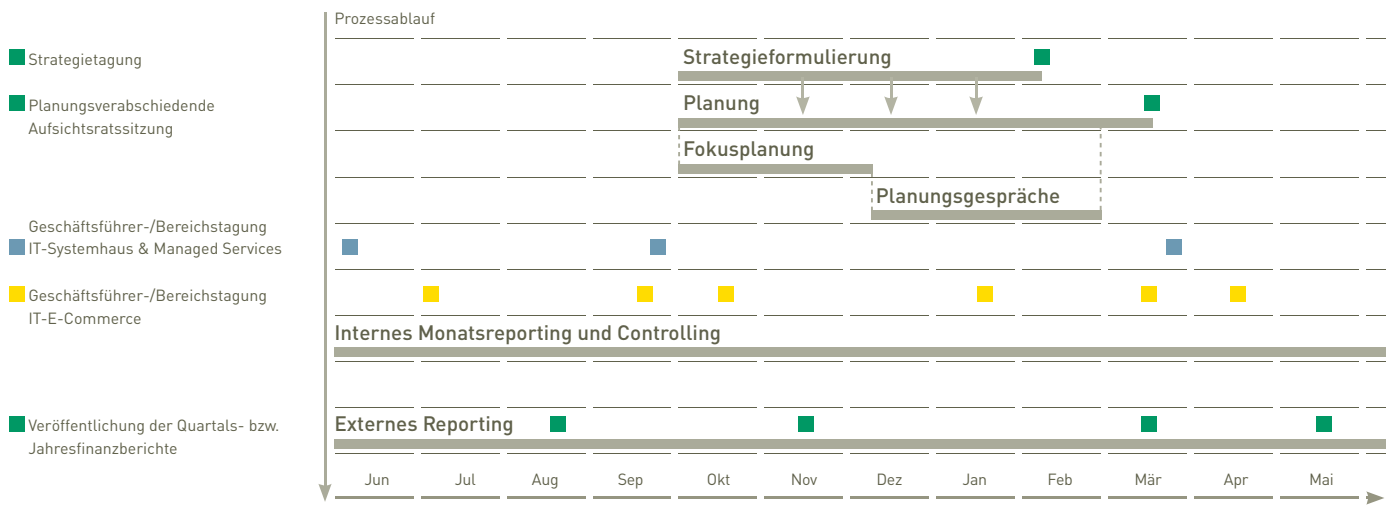 Prozessablauf
Strategietagung
Strategieformulierung
Planungsverabschiedende
Aufsichtsratssitzung
Planung
Fokusplanung
Planungsgespräche
Geschäftsführer-/Bereichstagung
IT-Systemhaus & Managed Services
Geschäftsführer-/Bereichstagung
IT-E-Commerce
Internes Monatsreporting und Controlling
Veröffentlichung der Quartals- bzw.
Jahresfinanzberichte
Externes Reporting
Jun Jul Aug Sep Okt Nov Dez Jan Feb Mär Apr Mai